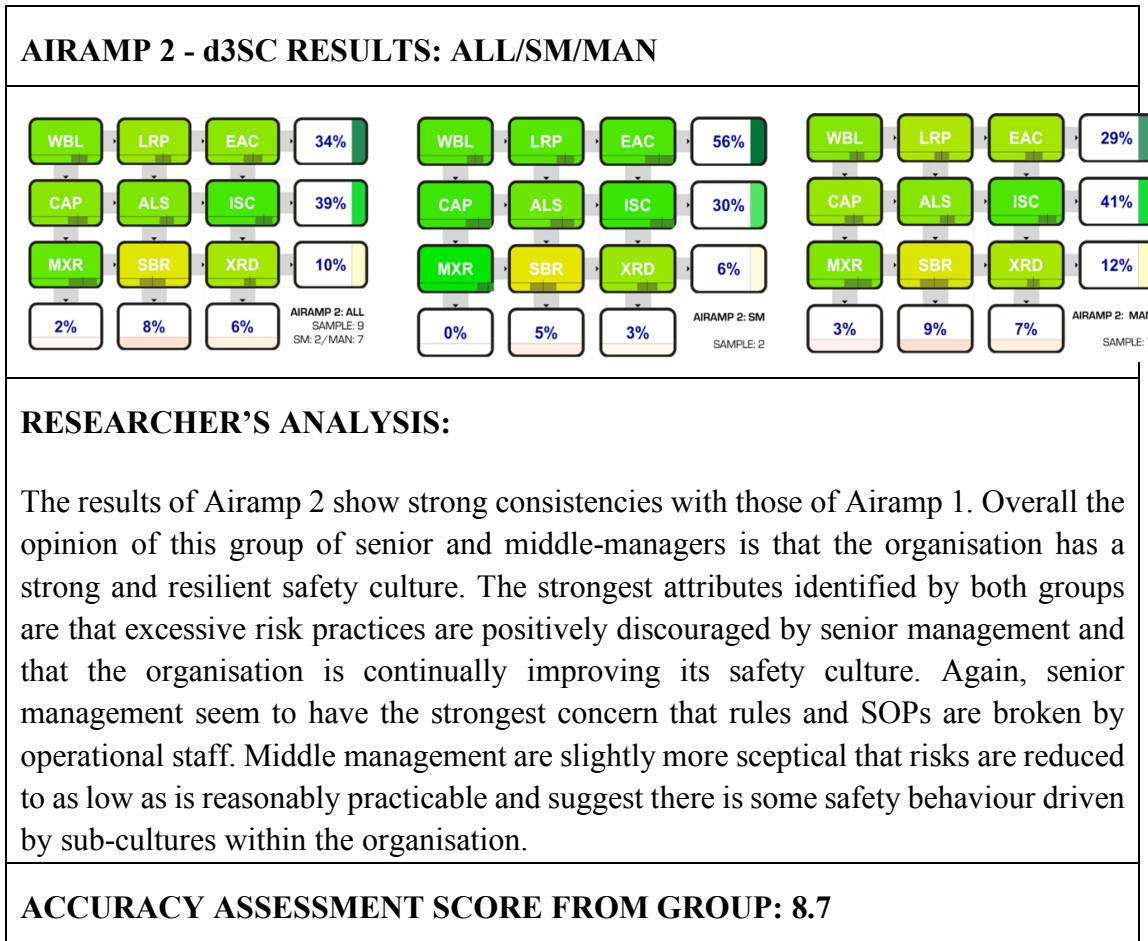 AIRAMP 2 - d3SC RESULTS: ALL/SM/MAN
WBL LRP EAC 34%
CAP ALS ISC 39%
MXR SBR XRD 10%
2% 8% 6%
AIRAMP 2: ALL
SAMPLE: 9
SM: 2/MAN: 7
WBL LRP EAC 56%
CAP ALS ISC 30%
MXR SBR XRD 6%
0% 5% 3%
AIRAMP 2: SM
SAMPLE: 2
WBL LRP EAC 29%
CAP ALS ISC 41%
MXR SBR XRD 12%
3% 9% 7%
AIRAMP 2: MAN
SAMPLE:
RESEARCHER’S ANALYSIS:
The results of Airamp 2 show strong consistencies with those of Airamp 1. Overall the
opinion of this group of senior and middle-managers is that the organisation has a
strong and resilient safety culture. The strongest attributes identified by both groups
are that excessive risk practices are positively discouraged by senior management and
that the organisation is continually improving its safety culture. Again, senior
management seem to have the strongest concern that rules and SOPs are broken by
operational staff. Middle management are slightly more sceptical that risks are reduced
to as low as is reasonably practicable and suggest there is some safety behaviour driven
by sub-cultures within the organisation.
ACCURACY ASSESSMENT SCORE FROM GROUP: 8.7